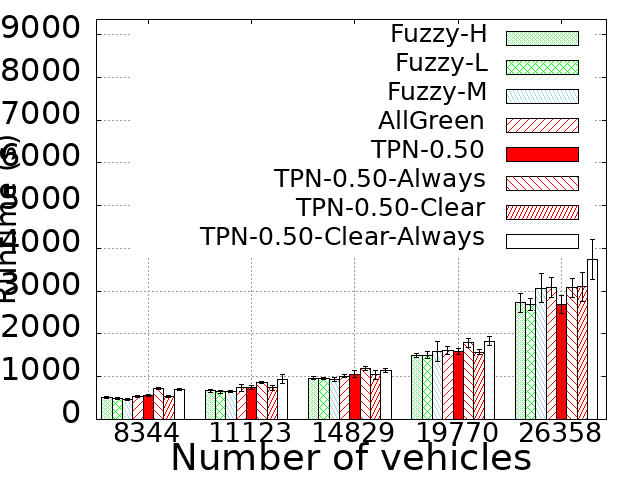 9000
8000
7000
6000
5000
4000
3000
2000
1000
0
Runtime (s)
Fuzzy-H
Fuzzy-L
Fuzzy-M
AllGreen
TPN-0.50
TPN-0.50-Always
TPN-0.50-Clear
TPN-0.50-Clear-Always
8344 11123 14829 19770 26358
Number of vehicles